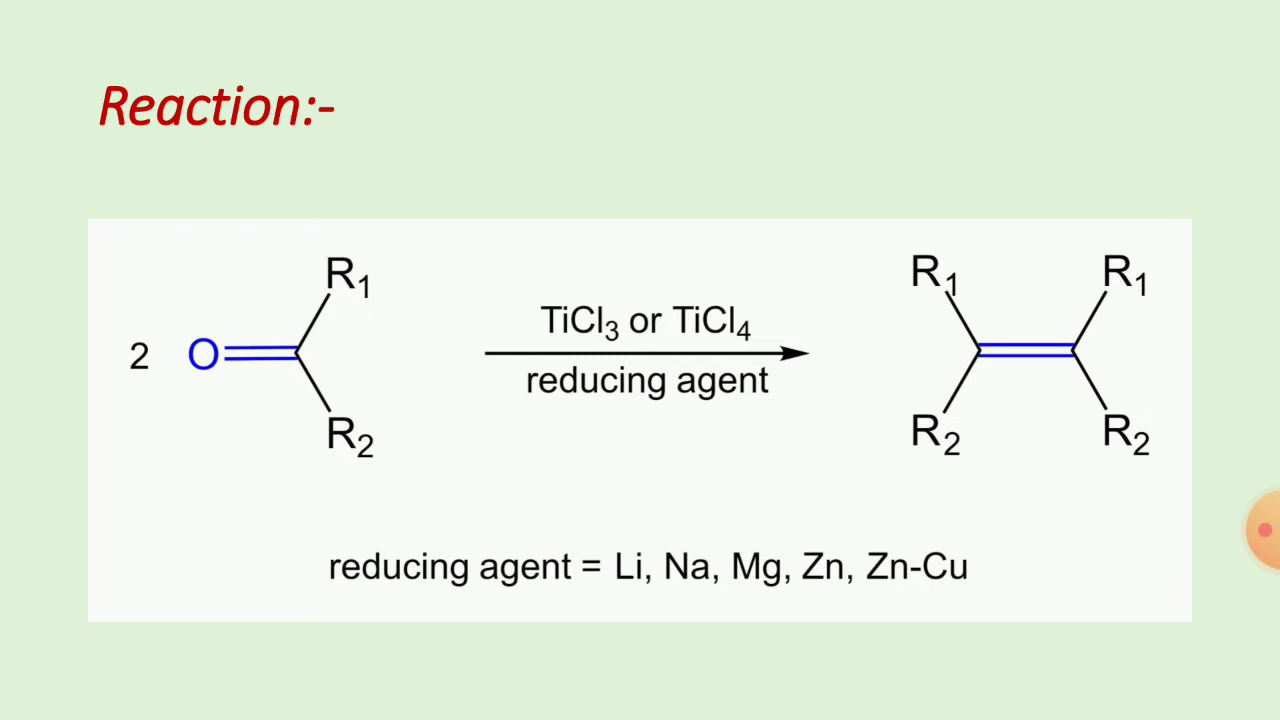 Reaction:-
R1 R1 R1
2 O TiCl3 or TiCl4
reducing agent
R2 R2 R2
reducing agent = Li, Na, Mg, Zn, Zn-Cu